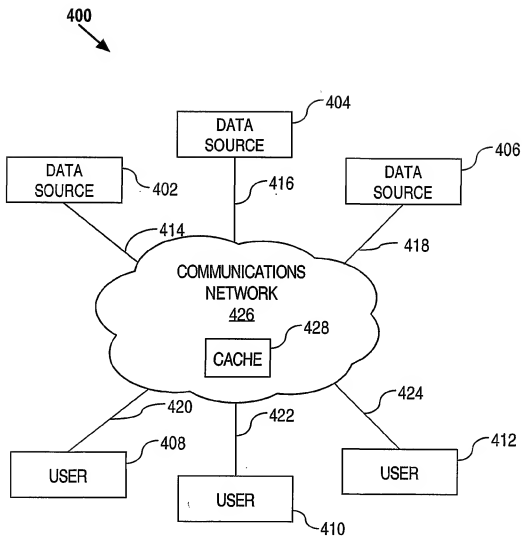 400
DATA
SOURCE
404
DATA
SOURCE
402
DATA
SOURCE
406
416
414
418
COMMUNICATIONS
NETWORK
426
CACHE
428
420
422
424
USER
408
USER
410
USER
412